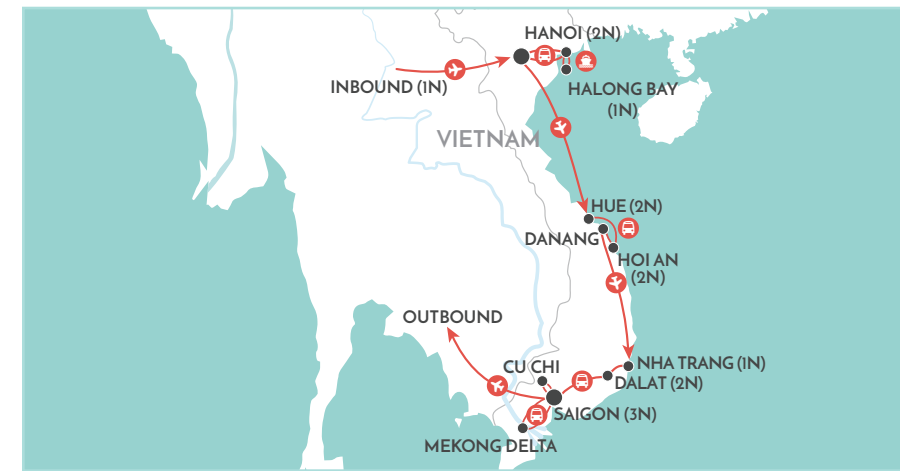 HANOI (2N)
INBOUND (1N)
HALONG BAY
(1N)
VIETNAM
HUE (2N)
DANANG
HOI AN
(2N)
OUTBOUND
CU CHI
NHA TRANG (1N)
DALAT (2N)
SAIGON (3N)
MEKONG DELTA